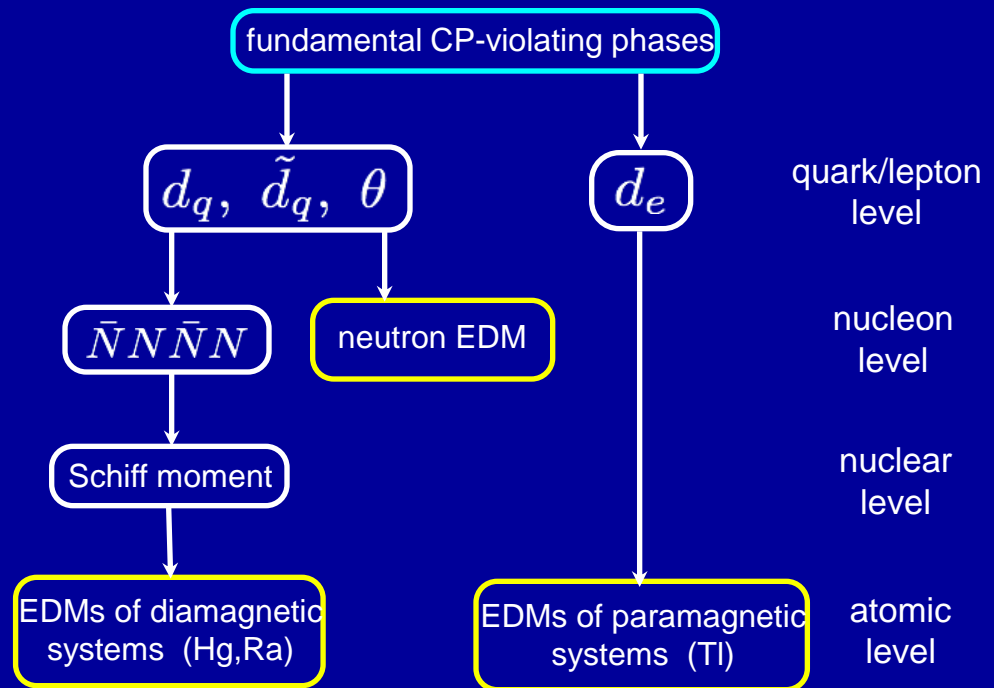 fundamental CP-violating phases
d_q, d̃_q, θ
d_e
quark/lepton
level
N̄NN̄N
neutron EDM
nucleon
level
Schiff moment
nuclear
level
EDMs of diamagnetic
systems (Hg,Ra)
EDMs of paramagnetic
systems (Tl)
atomic
level